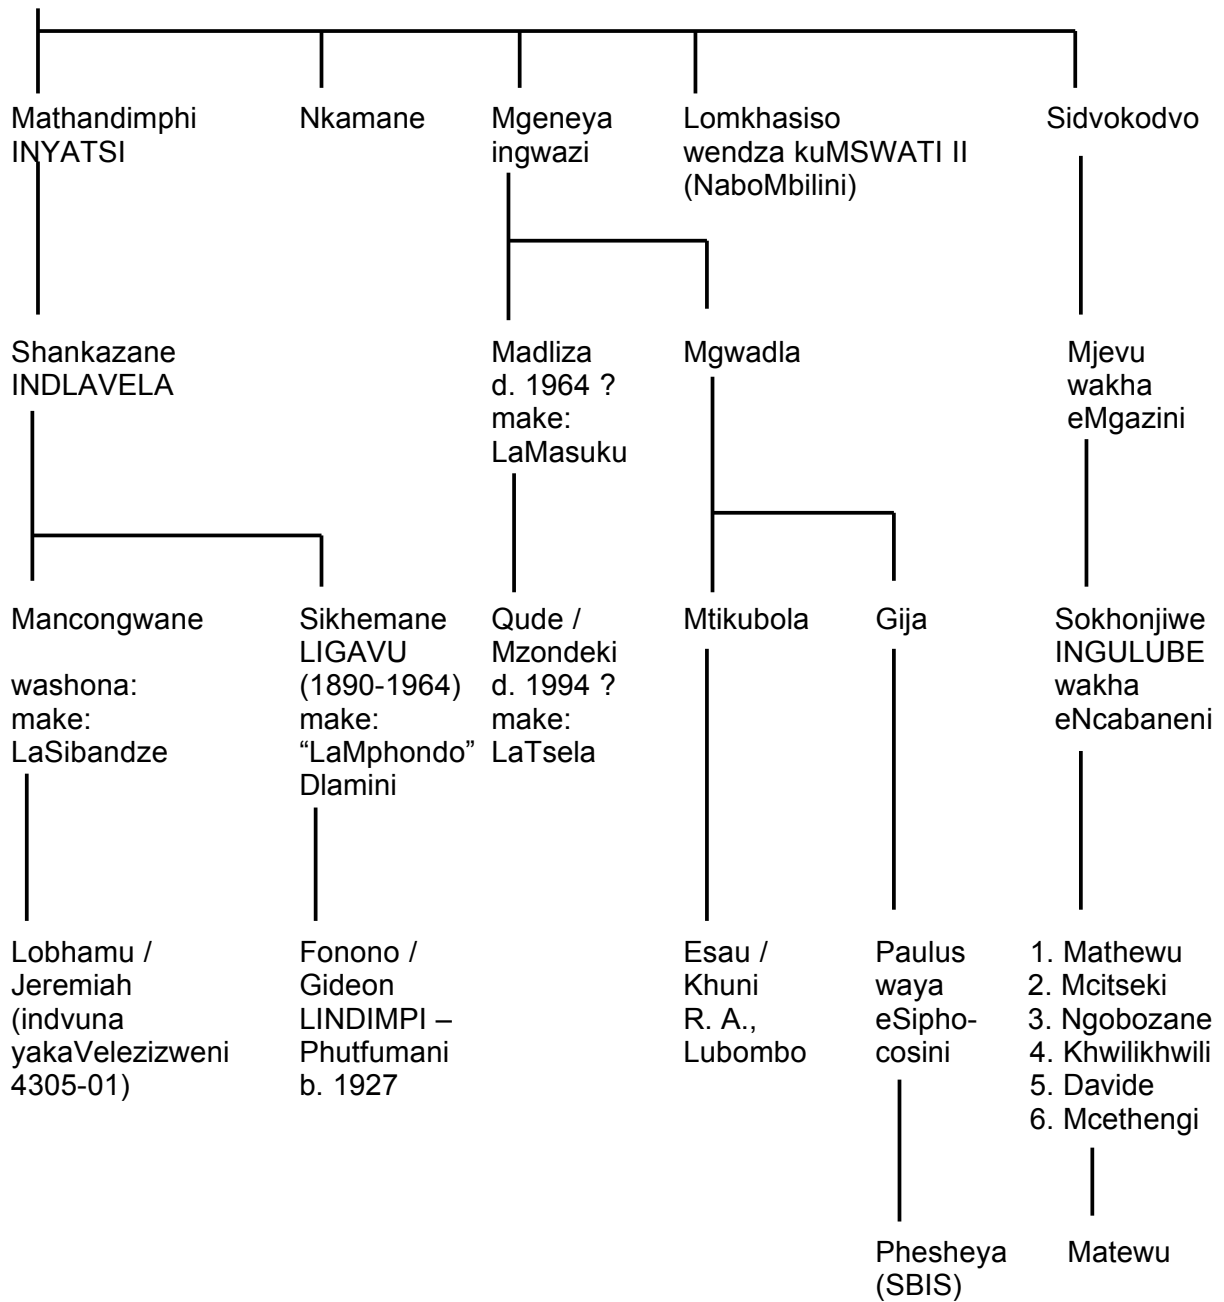 Mathandimphi
INYATSI
Nkamane
Mgeneya
ingwazi
Lomkhasiso
wendza kuMSWATI II
(NaboMbilini)
Sidvokodvo
Shankazane
INDLAVELA
Madliza
d. 1964 ?
make:
LaMasuku
Mgwadla
Mjevu
wakha
eMgazini
Mancongwane
washona:
make:
LaSibandze
Sikhemane
LIGAVU
(1890-1964)
make:
“LaMphondo”
Dlamini
Qude /
Mzondeki
d. 1994 ?
make:
LaTsela
Mtikubola
Gija
Sokhonjiwe
INGULUBE
wakha
eNcabaneni
Lobhamu /
Jeremiah
(indvuna
yakaVelezizweni
4305-01)
Fonono /
Gideon
LINDIMPI –
Phutfumani
b. 1927
Esau /
Khuni
R. A.,
Lubombo
Paulus
waya
eSipho-
cosini
1. Mathewu
2. Mcitseki
3. Ngobozane
4. Khwilikhwili
5. Davide
6. Mcethengi
Phesheya
(SBIS)
Matewu